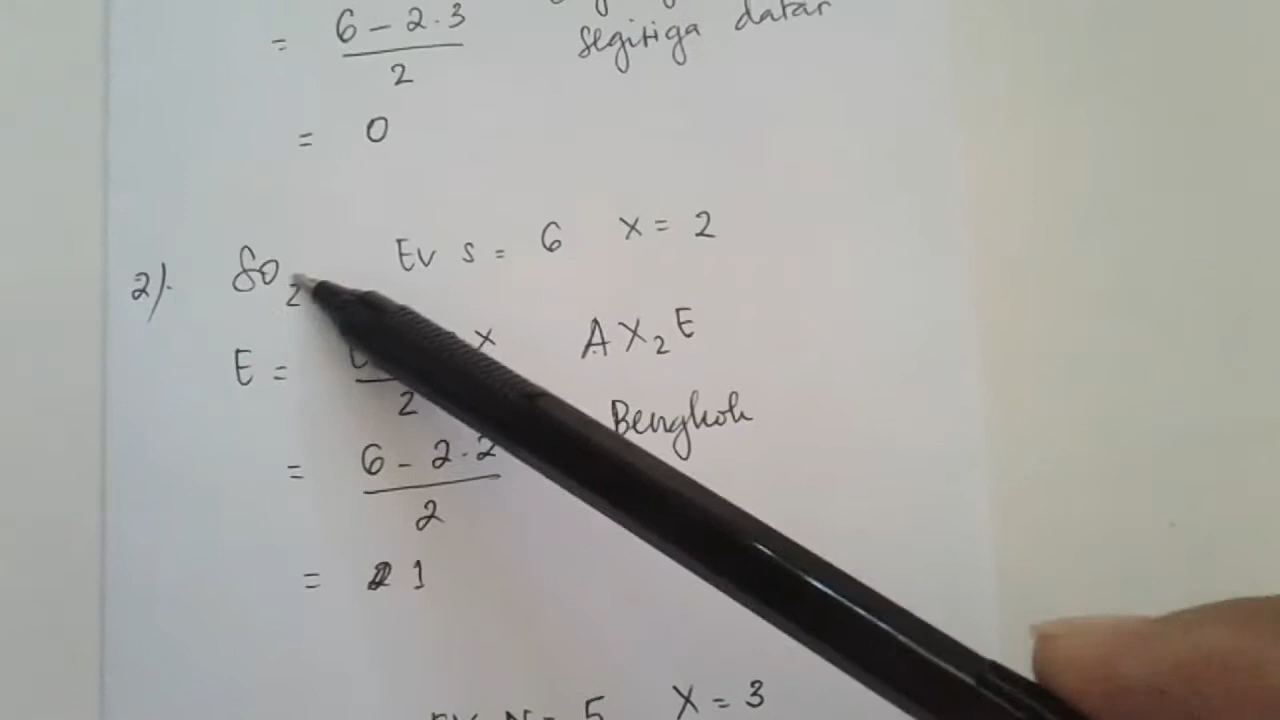 = 6 - 2 . 3 / 2
segitiga datar
= 0
2). SO2 Ev S = 6 X = 2
E = x / 2 AX2E
Bengkok
= 6 - 2 . 2 / 2
= 1
= 5 X = 3